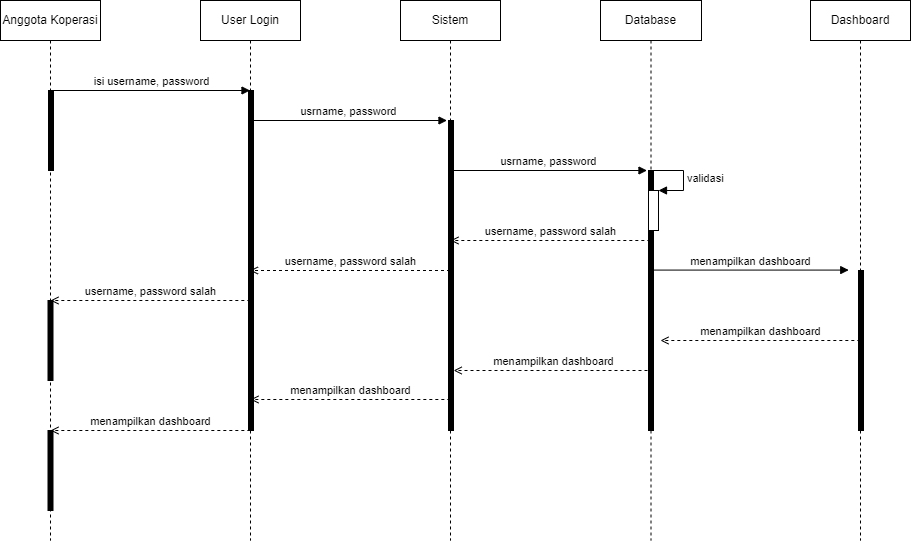 Anggota Koperasi
User Login
Sistem
Database
Dashboard
isi username, password
usrname, password
usrname, password
validasi
username, password salah
username, password salah
menampilkan dashboard
username, password salah
menampilkan dashboard
menampilkan dashboard
menampilkan dashboard
menampilkan dashboard